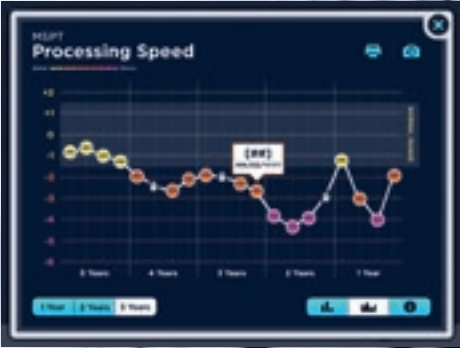 MSPT
Processing Speed
+2
+1
0
-1
-2
-3
-4
-5
-6
(##)
5 Years
4 Years
3 Years
2 Years
1 Year
1 Year
2 Years
5 Years